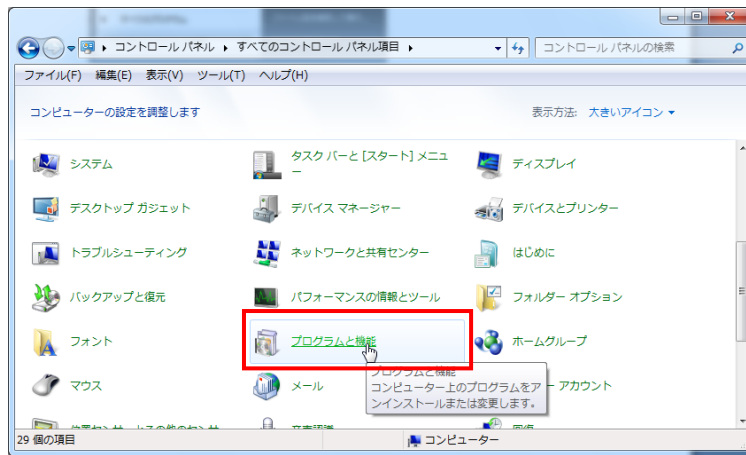 コントロール パネル ▸ すべてのコントロール パネル項目 ▸
コントロール パネルの検索
ファイル(F) 編集(E) 表示(V) ツール(T) ヘルプ(H)
コンピューターの設定を調整します
表示方法: 大きいアイコン ▾
システム
タスク バーと [スタート] メニュ
ー
ディスプレイ
デスクトップ ガジェット
デバイス マネージャー
デバイスとプリンター
トラブルシューティング
ネットワークと共有センター
はじめに
バックアップと復元
パフォーマンスの情報とツール
フォルダー オプション
フォント
プログラムと機能
ホームグループ
プログラムと機能
コンピューター上のプログラムをア
ンインストールまたは変更します。
マウス
メール
ー アカウント
29 個の項目
コンピューター